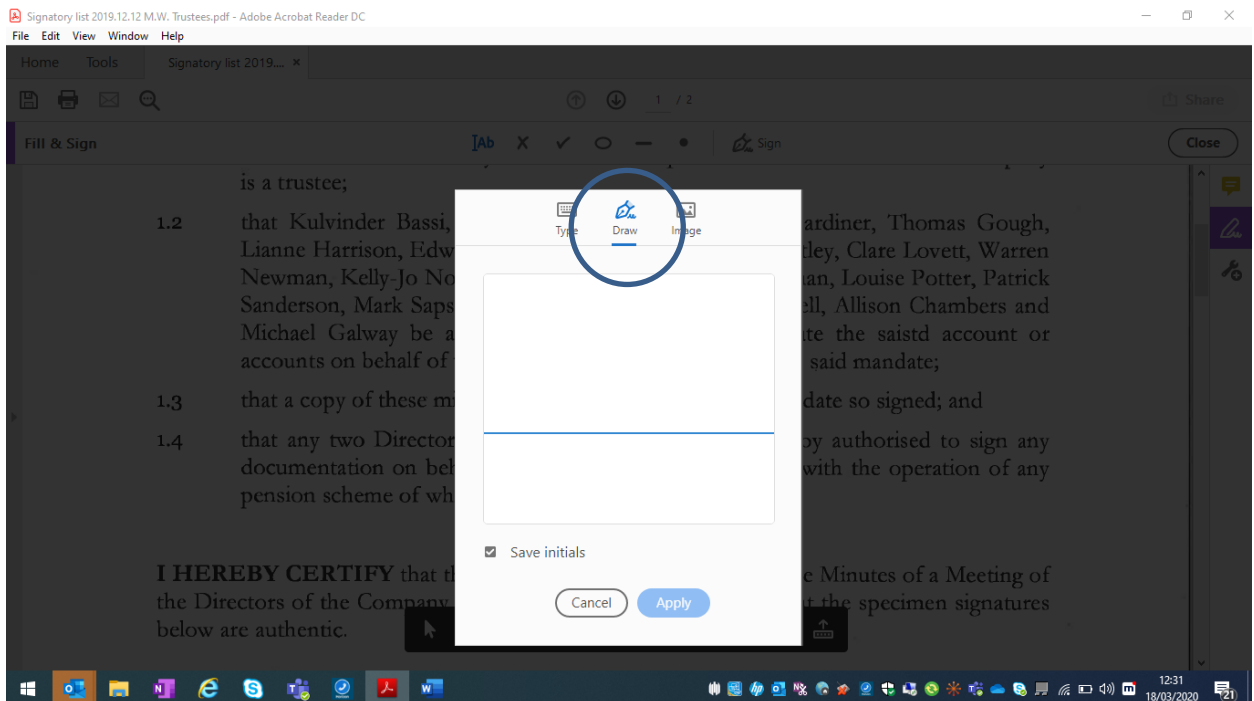 Signatory list 2019.12.12 M.W. Trustees.pdf - Adobe Acrobat Reader DC
File Edit View Window Help
Home Tools Signatory list 2019... ×
1 / 2 Share
Fill & Sign Ab Sign Close
is a trustee;
1.2 that Kulvinder Bassi, ardiner, Thomas Gough,
Lianne Harrison, Edw tley, Clare Lovett, Warren
Newman, Kelly-Jo No an, Louise Potter, Patrick
Sanderson, Mark Saps ell, Allison Chambers and
Michael Galway be a te the saistd account or
accounts on behalf of said mandate;
1.3 that a copy of these mi date so signed; and
1.4 that any two Director by authorised to sign any
documentation on beh with the operation of any
pension scheme of wh
I HEREBY CERTIFY that th e Minutes of a Meeting of
the Directors of the Company t the specimen signatures
below are authentic.
Type Draw Image
Save initials
Cancel Apply
12:31
18/03/2020
21